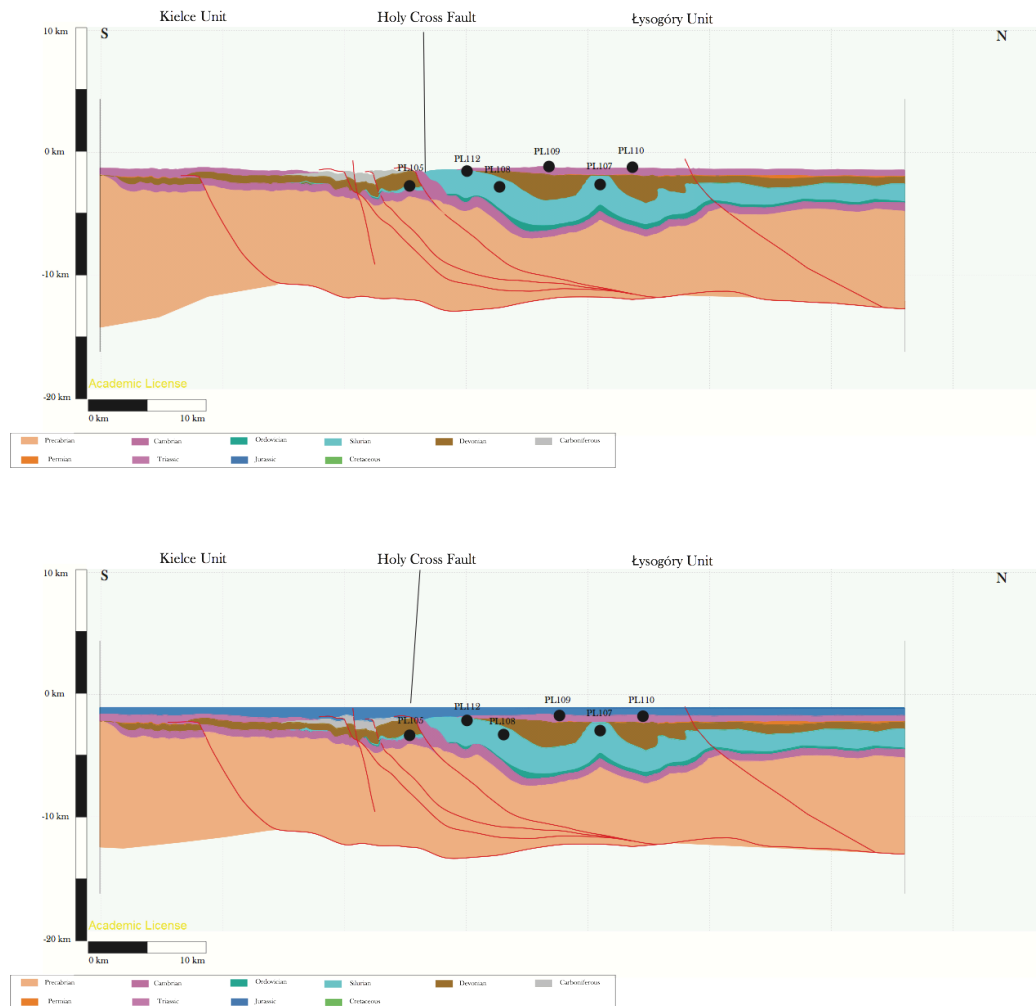 Kielce Unit Holy Cross Fault Łysogóry Unit
10 km S N
0 km
PL112 PL109 PL110
PL105 PL108 PL107
-10 km
Academic License
-20 km
0 km 10 km
Precabrian Cambrian Ordovician Silurian Devonian Carboniferous
Permian Triassic Jurassic Cretaceous
Kielce Unit Holy Cross Fault Łysogóry Unit
10 km S N
0 km
PL112 PL109 PL110
PL105 PL108 PL107
-10 km
Academic License
-20 km
0 km 10 km
Precabrian Cambrian Ordovician Silurian Devonian Carboniferous
Permian Triassic Jurassic Cretaceous